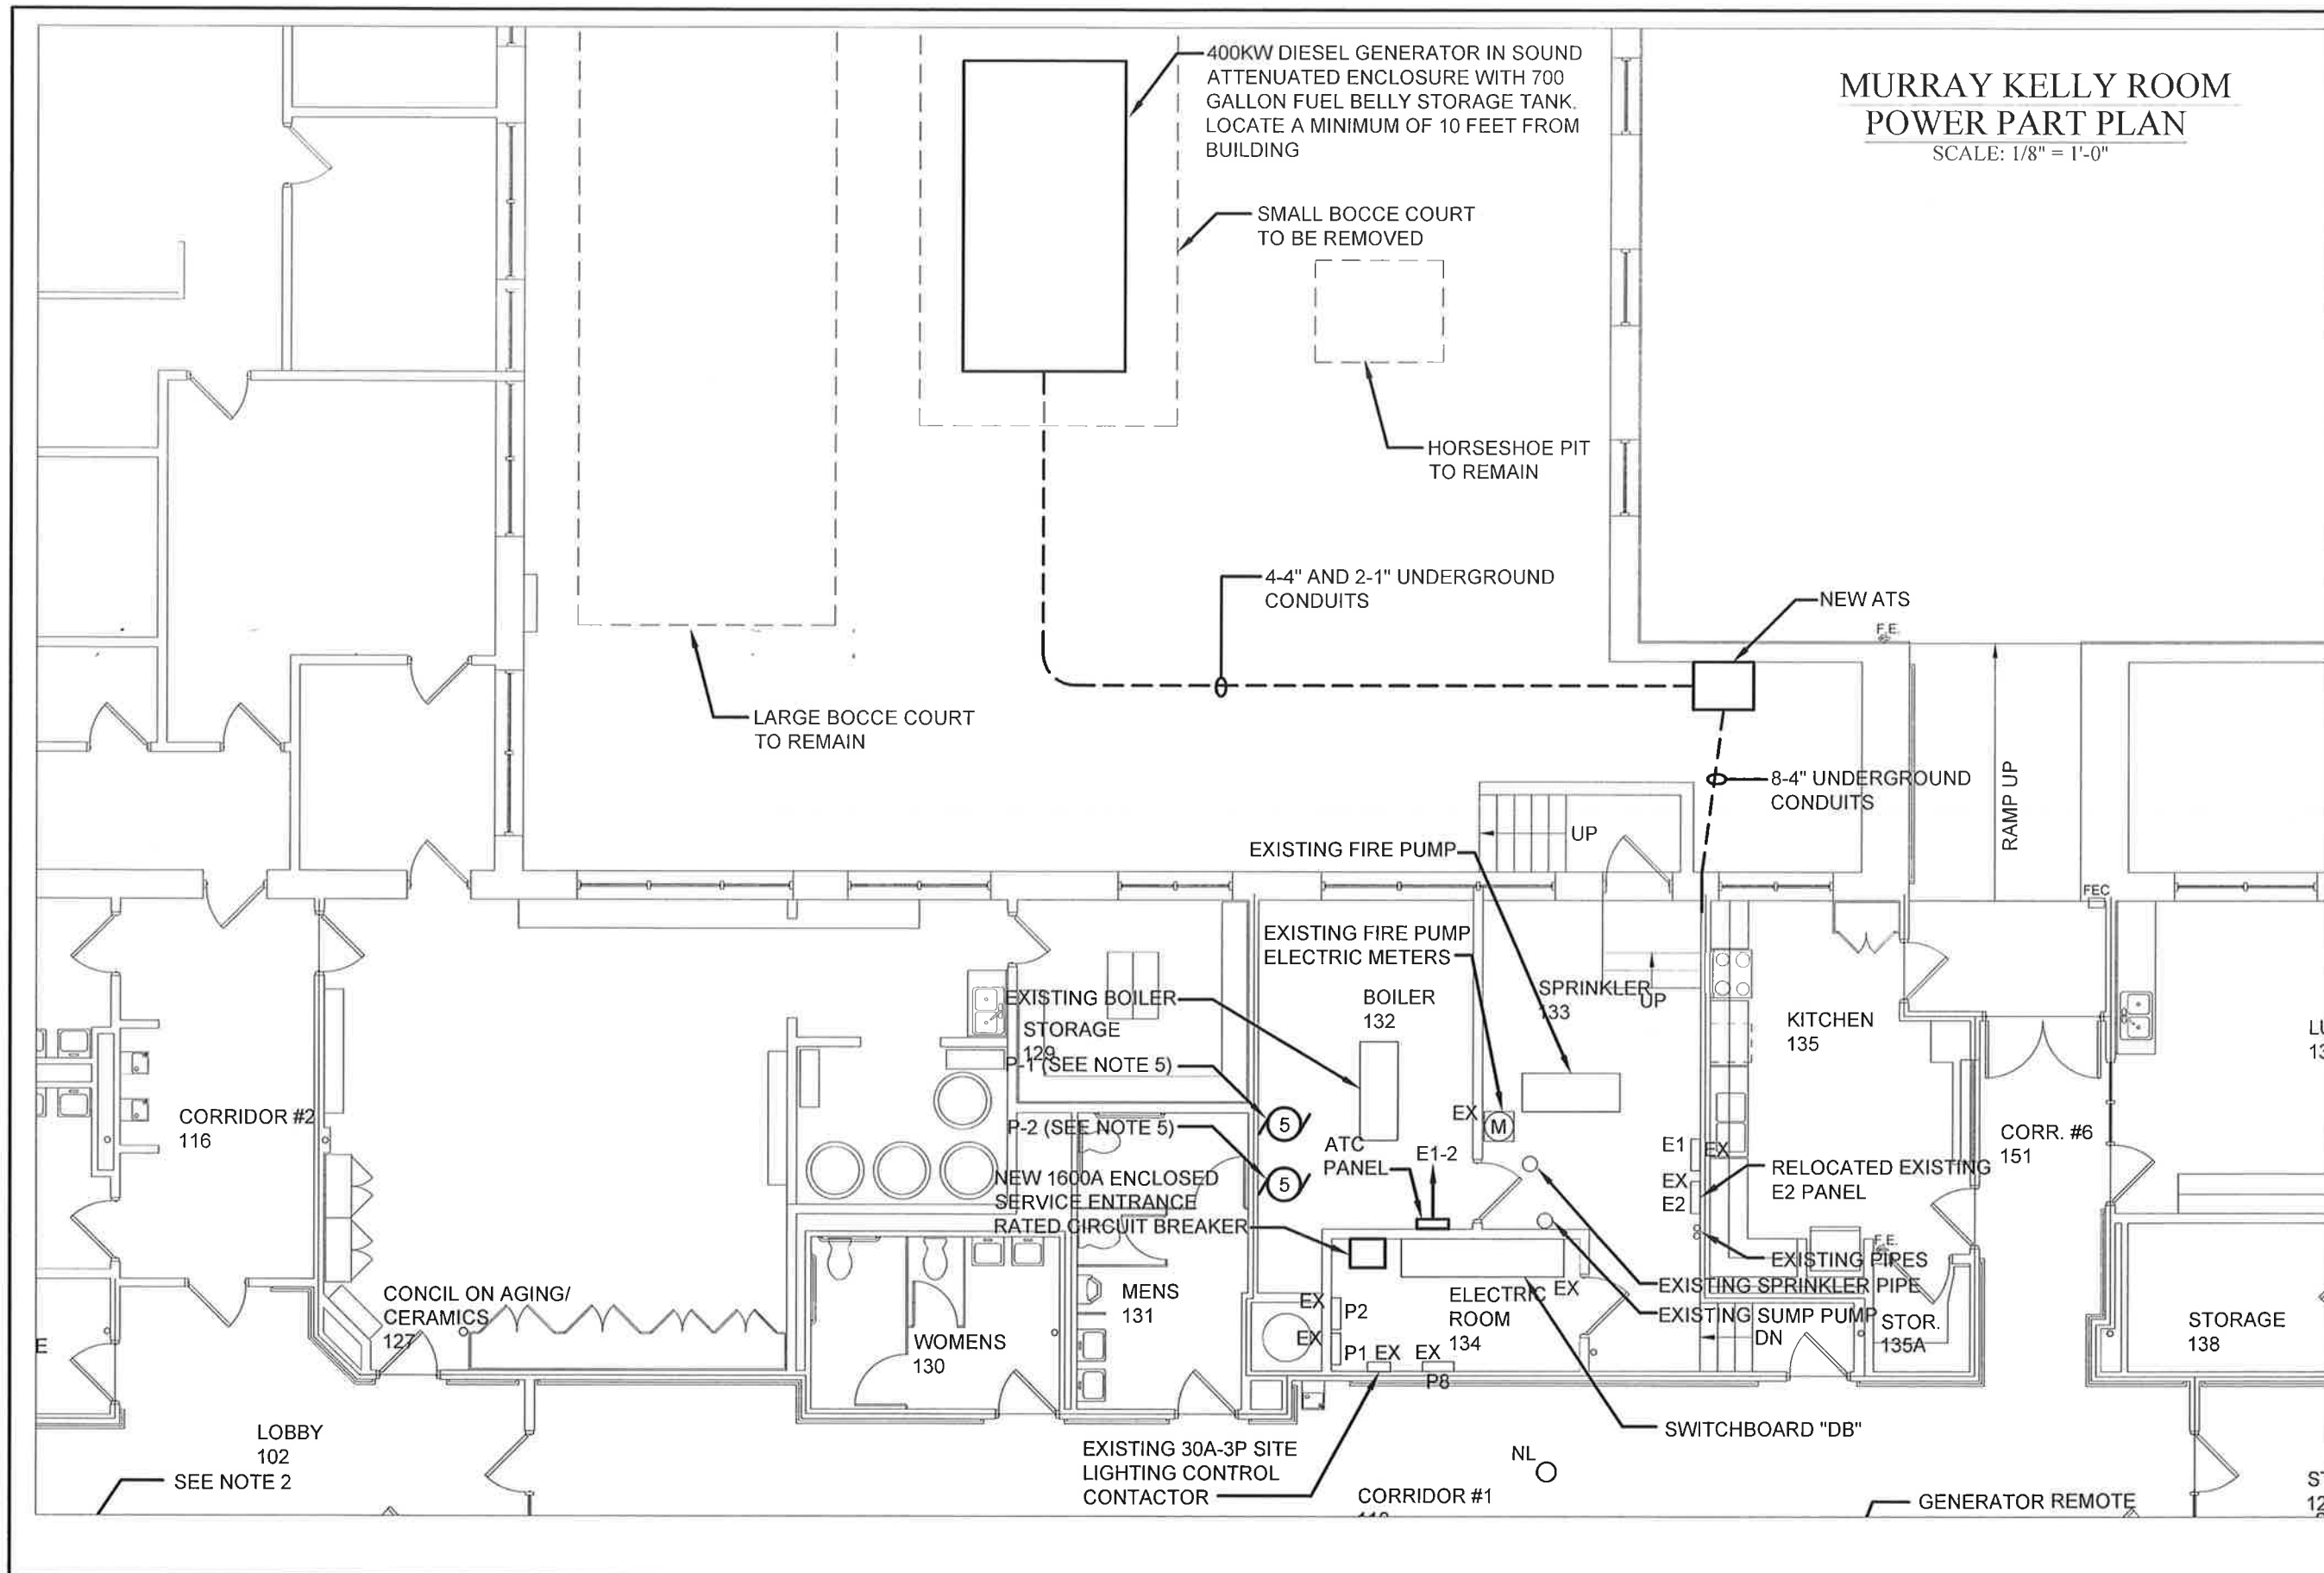 400KW DIESEL GENERATOR IN SOUND
ATTENUATED ENCLOSURE WITH 700
GALLON FUEL BELLY STORAGE TANK.
LOCATE A MINIMUM OF 10 FEET FROM
BUILDING
MURRAY KELLY ROOM
POWER PART PLAN
SCALE: 1/8" = 1'-0"
SMALL BOCCE COURT
TO BE REMOVED
HORSESHOE PIT
TO REMAIN
4-4" AND 2-1" UNDERGROUND
CONDUITS
NEW ATS
F.E.
LARGE BOCCE COURT
TO REMAIN
8-4" UNDERGROUND
CONDUITS
RAMP UP
UP
EXISTING FIRE PUMP
FEC
EXISTING FIRE PUMP
ELECTRIC METERS
EXISTING BOILER
BOILER
132
SPRINKLER
133
UP
KITCHEN
135
STORAGE
129
P-1 (SEE NOTE 5)
5
P-2 (SEE NOTE 5)
5
EX
M
ATC
PANEL
E1-2
E1
EX
EX
E2
RELOCATED EXISTING
E2 PANEL
CORR. #6
151
CORRIDOR #2
116
NEW 1600A ENCLOSED
SERVICE ENTRANCE
RATED CIRCUIT BREAKER
EXISTING PIPES
F.E.
EXISTING SPRINKLER PIPE
EXISTING SUMP PUMP
DN
STOR.
135A
STORAGE
138
CONCIL ON AGING/
CERAMICS
127
WOMENS
130
MENS
131
EX
P2
EX
P1
EX
EX
P8
ELECTRIC
ROOM
134
EX
SWITCHBOARD "DB"
LOBBY
102
SEE NOTE 2
EXISTING 30A-3P SITE
LIGHTING CONTROL
CONTACTOR
NL
CORRIDOR #1
GENERATOR REMOTE